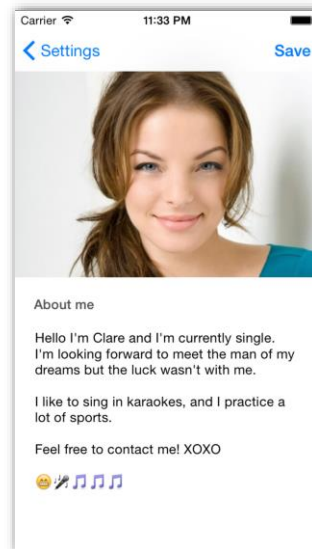 Carrier 11:33 PM
Settings Save
About me
Hello I'm Clare and I'm currently single.
I'm looking forward to meet the man of my
dreams but the luck wasn't with me.
I like to sing in karaokes, and I practice a
lot of sports.
Feel free to contact me! XOXO
😁🎤🎵🎵🎵